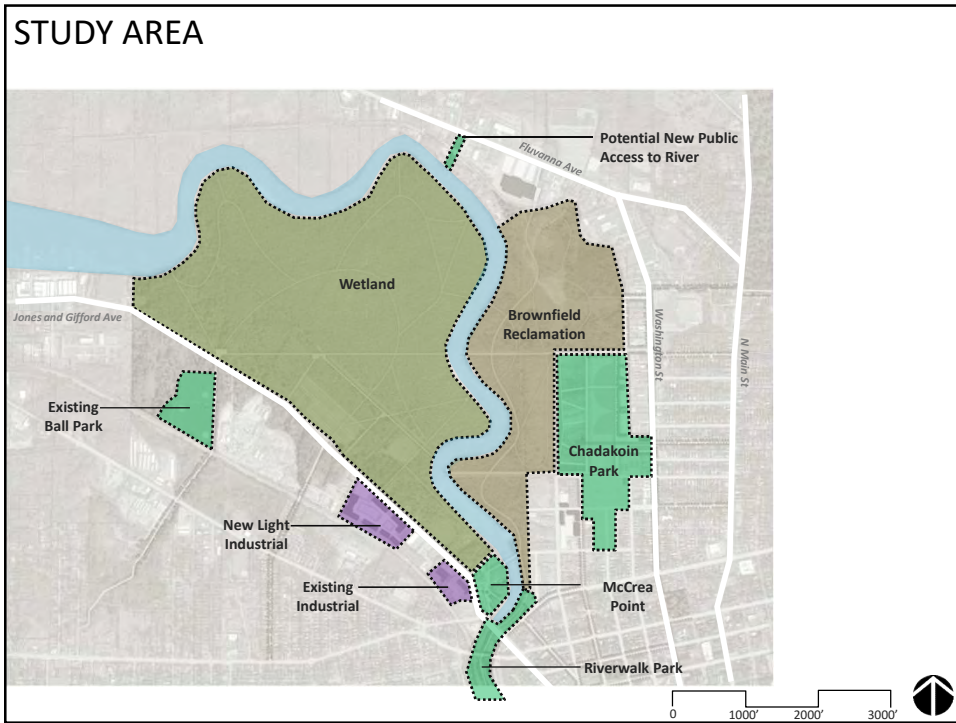 STUDY AREA
Potential New Public
Access to River
Fluvanna Ave
Wetland
Brownfield
Reclamation
Jones and Gifford Ave
Washington St
N Main St
Existing
Ball Park
Chadakoin
Park
New Light
Industrial
Existing
Industrial
McCrea
Point
Riverwalk Park
0 1000' 2000' 3000'